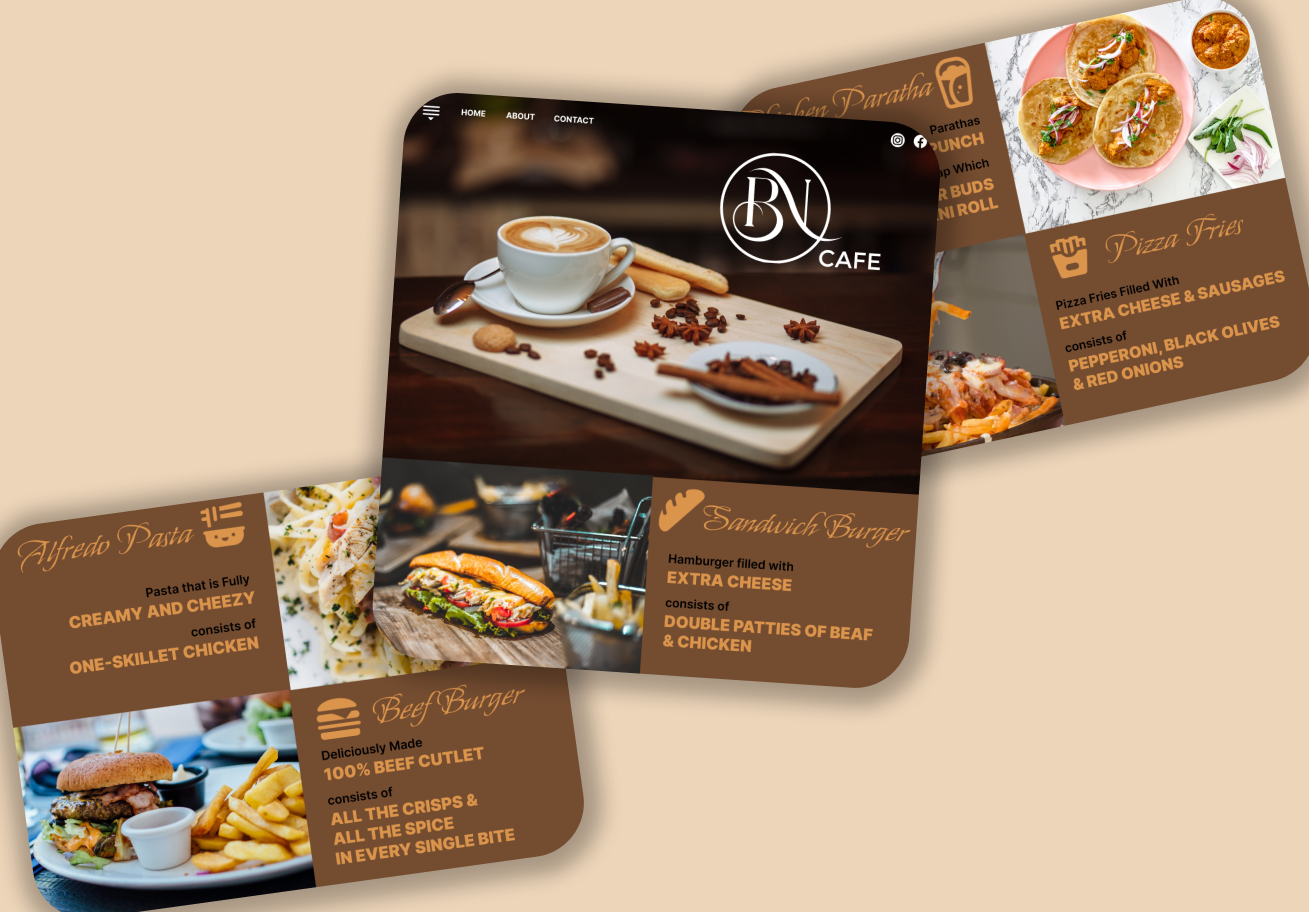 HOME ABOUT CONTACT
BN
CAFE
Sandwich Burger
Hamburger filled with
EXTRA CHEESE
consists of
DOUBLE PATTIES OF BEAF
& CHICKEN
Paratha
Parathas
PUNCH
Which
BUDS
ROLL
Pizza Fries
Pizza Fries Filled With
EXTRA CHEESE & SAUSAGES
consists of
PEPPERONI, BLACK OLIVES
& RED ONIONS
Alfredo Pasta
Pasta that is Fully
CREAMY AND CHEEZY
consists of
ONE-SKILLET CHICKEN
Beef Burger
Deliciously Made
100% BEEF CUTLET
consists of
ALL THE CRISPS &
ALL THE SPICE
IN EVERY SINGLE BITE